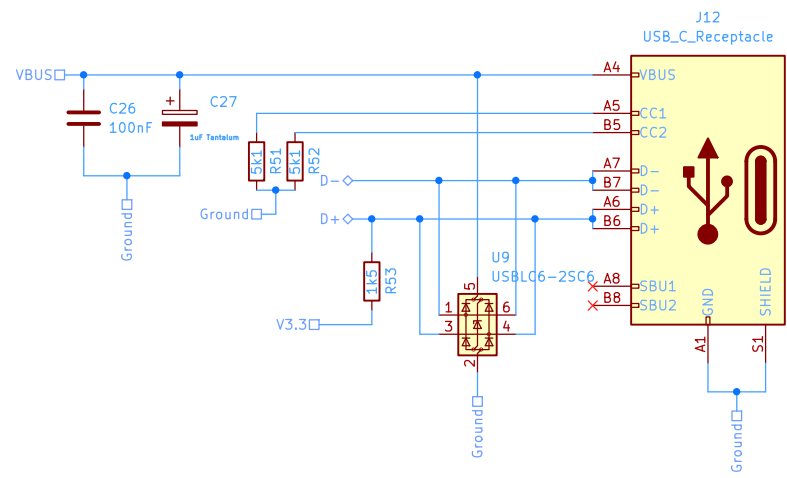 J12
USB_C_Receptacle
VBUS
A4
VBUS
C26
100nF
C27
1uF Tantalum
A5
CC1
B5
CC2
5k1
R51
5k1
R52
A7
D-
B7
D-
D-
A6
D+
B6
D+
D+
Ground
Ground
U9
USBLC6-2SC6
A8
SBU1
B8
SBU2
1k5
R53
V3.3
5
1
6
3
4
2
GND
SHIELD
A1
S1
Ground
Ground